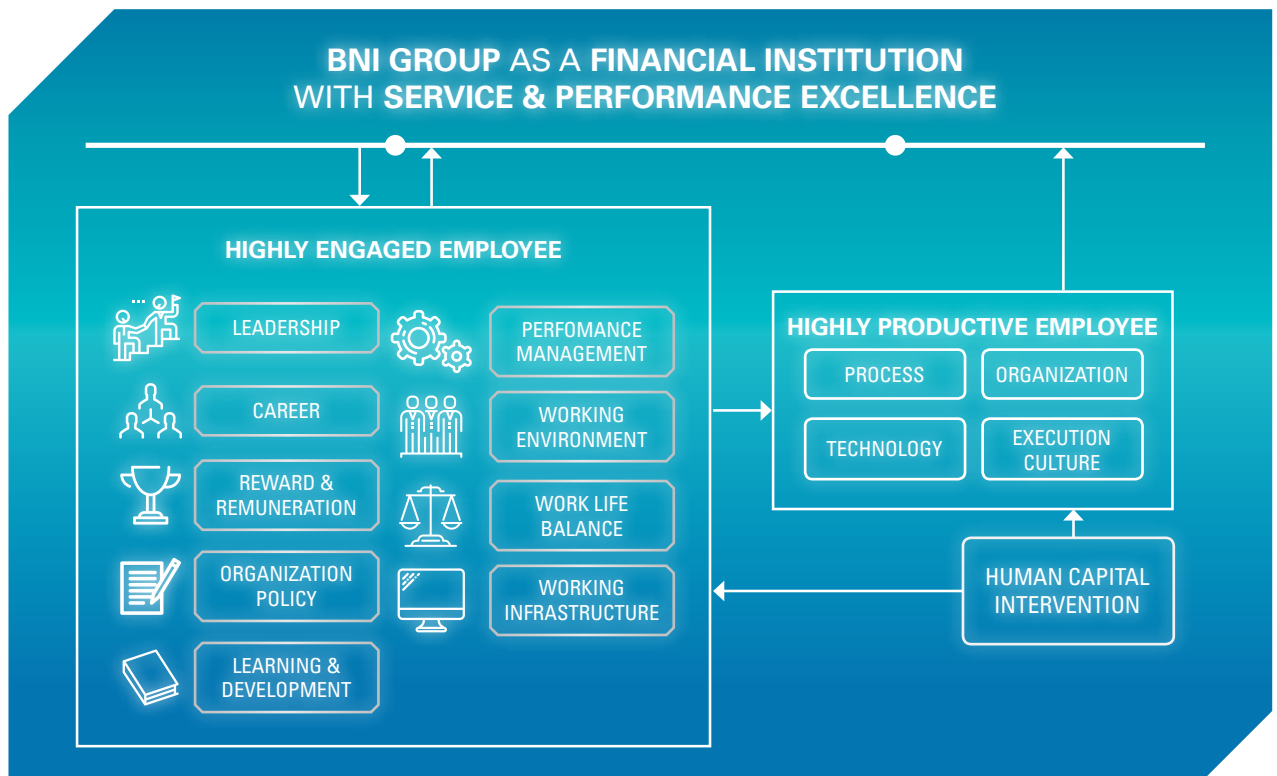 BNI GROUP AS A FINANCIAL INSTITUTION
WITH SERVICE & PERFORMANCE EXCELLENCE
HIGHLY ENGAGED EMPLOYEE
LEADERSHIP
CAREER
REWARD &
REMUNERATION
ORGANIZATION
POLICY
LEARNING &
DEVELOPMENT
PERFOMANCE
MANAGEMENT
WORKING
ENVIRONMENT
WORK LIFE
BALANCE
WORKING
INFRASTRUCTURE
HIGHLY PRODUCTIVE EMPLOYEE
PROCESS
ORGANIZATION
TECHNOLOGY
EXECUTION
CULTURE
HUMAN CAPITAL
INTERVENTION